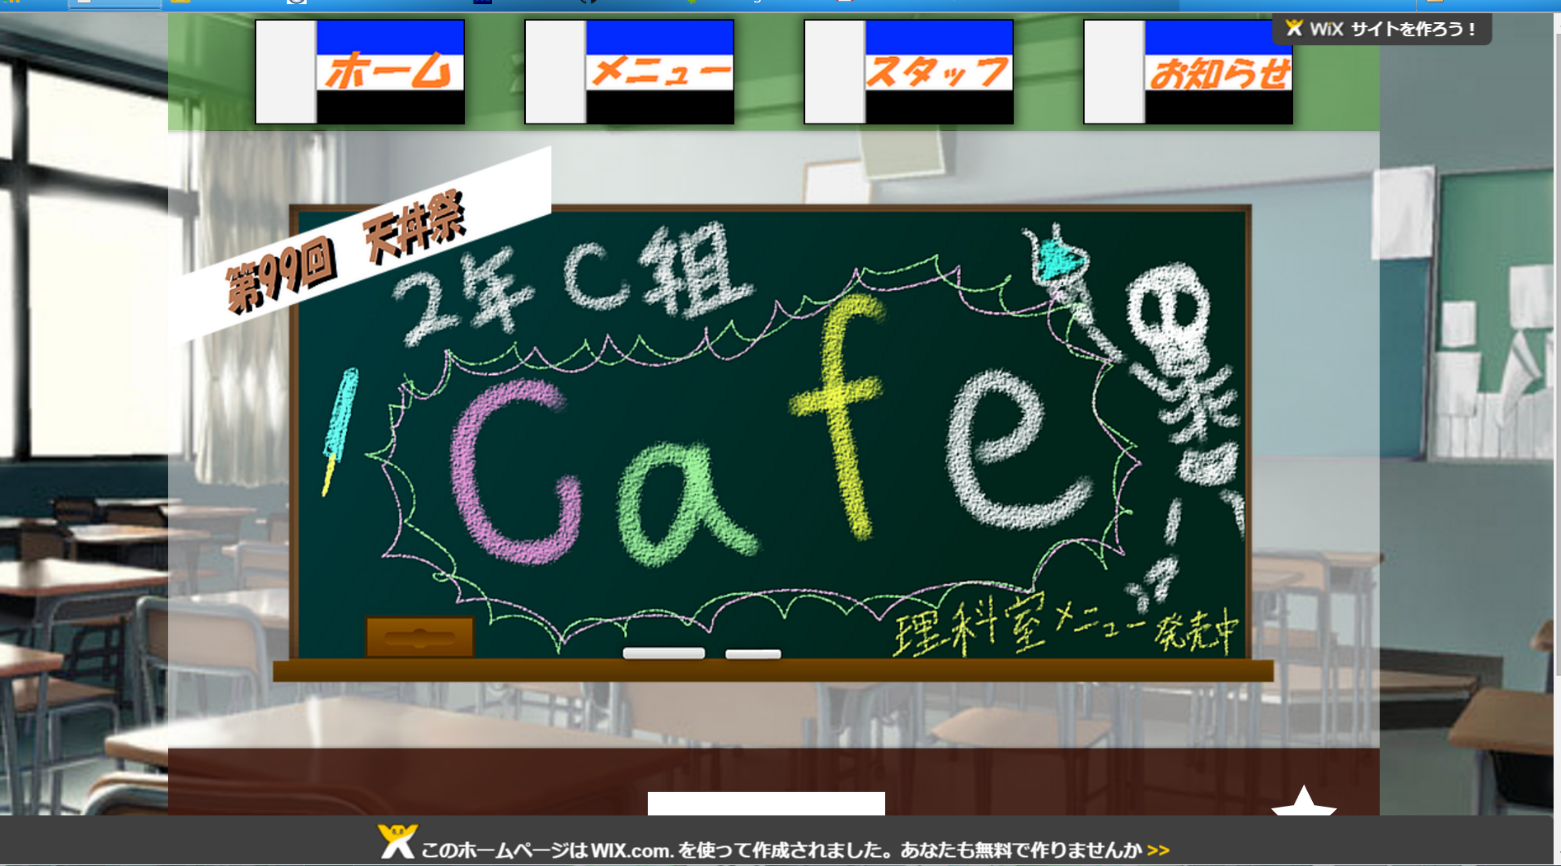 ホーム
メニュー
スタッフ
お知らせ
WiX サイトを作ろう!
第99回 天丼祭
2年C組
Cafe
理科室メニュー発売中
このホームページはWIX.com. を使って作成されました。あなたも無料で作りませんか >>